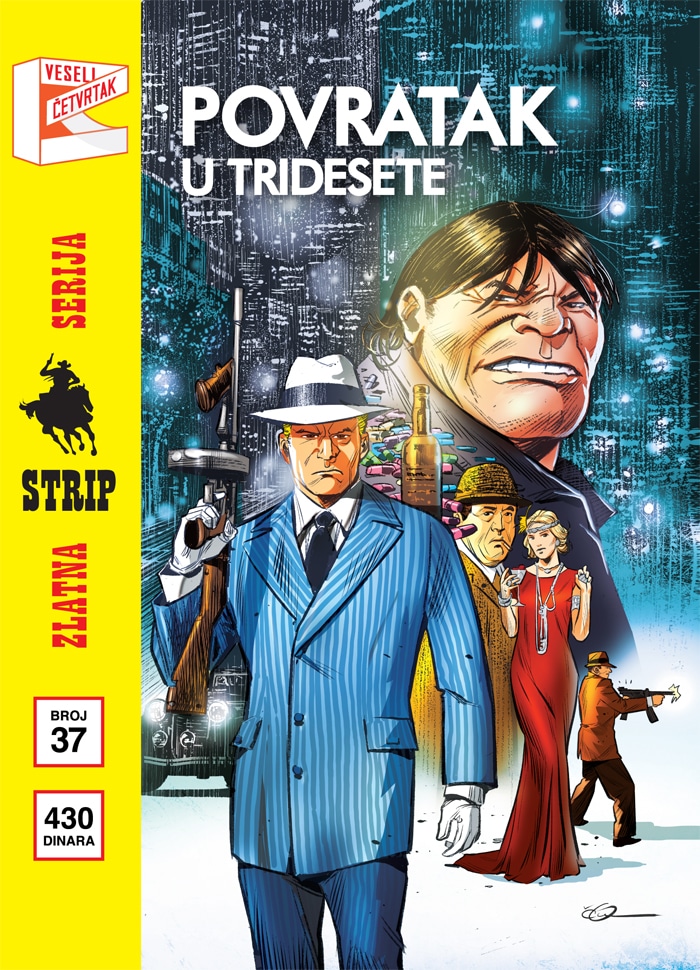 VESELI
ČETVRTAK
POVRATAK
U TRIDESETE
ZLATNA
STRIP
SERIJA
BROJ
37
430
DINARA